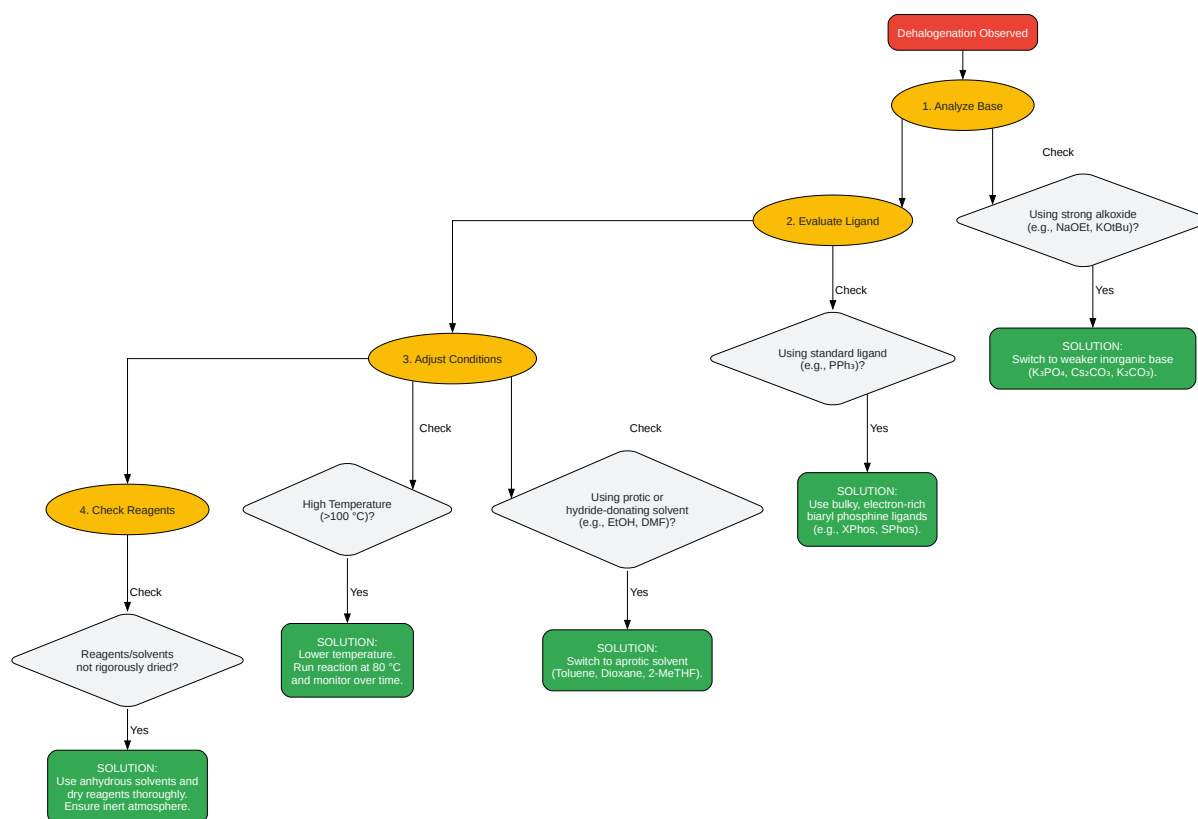 Dehalogenation Observed
1. Analyze Base
Check
Using strong alkoxide
(e.g., NaOEt, KOtBu)?
2. Evaluate Ligand
Yes
Check
SOLUTION:
Switch to weaker inorganic base
(K₃PO₄, Cs₂CO₃, K₂CO₃).
Using standard ligand
(e.g., PPh₃)?
3. Adjust Conditions
Yes
Check
Check
SOLUTION:
Use bulky, electron-rich
biaryl phosphine ligands
(e.g., XPhos, SPhos).
High Temperature
(>100 °C)?
Using protic or
hydride-donating solvent
(e.g., EtOH, DMF)?
4. Check Reagents
Check
Yes
Yes
Reagents/solvents
not rigorously dried?
SOLUTION:
Lower temperature.
Run reaction at 80 °C
and monitor over time.
SOLUTION:
Switch to aprotic solvent
(Toluene, Dioxane, 2-MeTHF).
Yes
SOLUTION:
Use anhydrous solvents and
dry reagents thoroughly.
Ensure inert atmosphere.